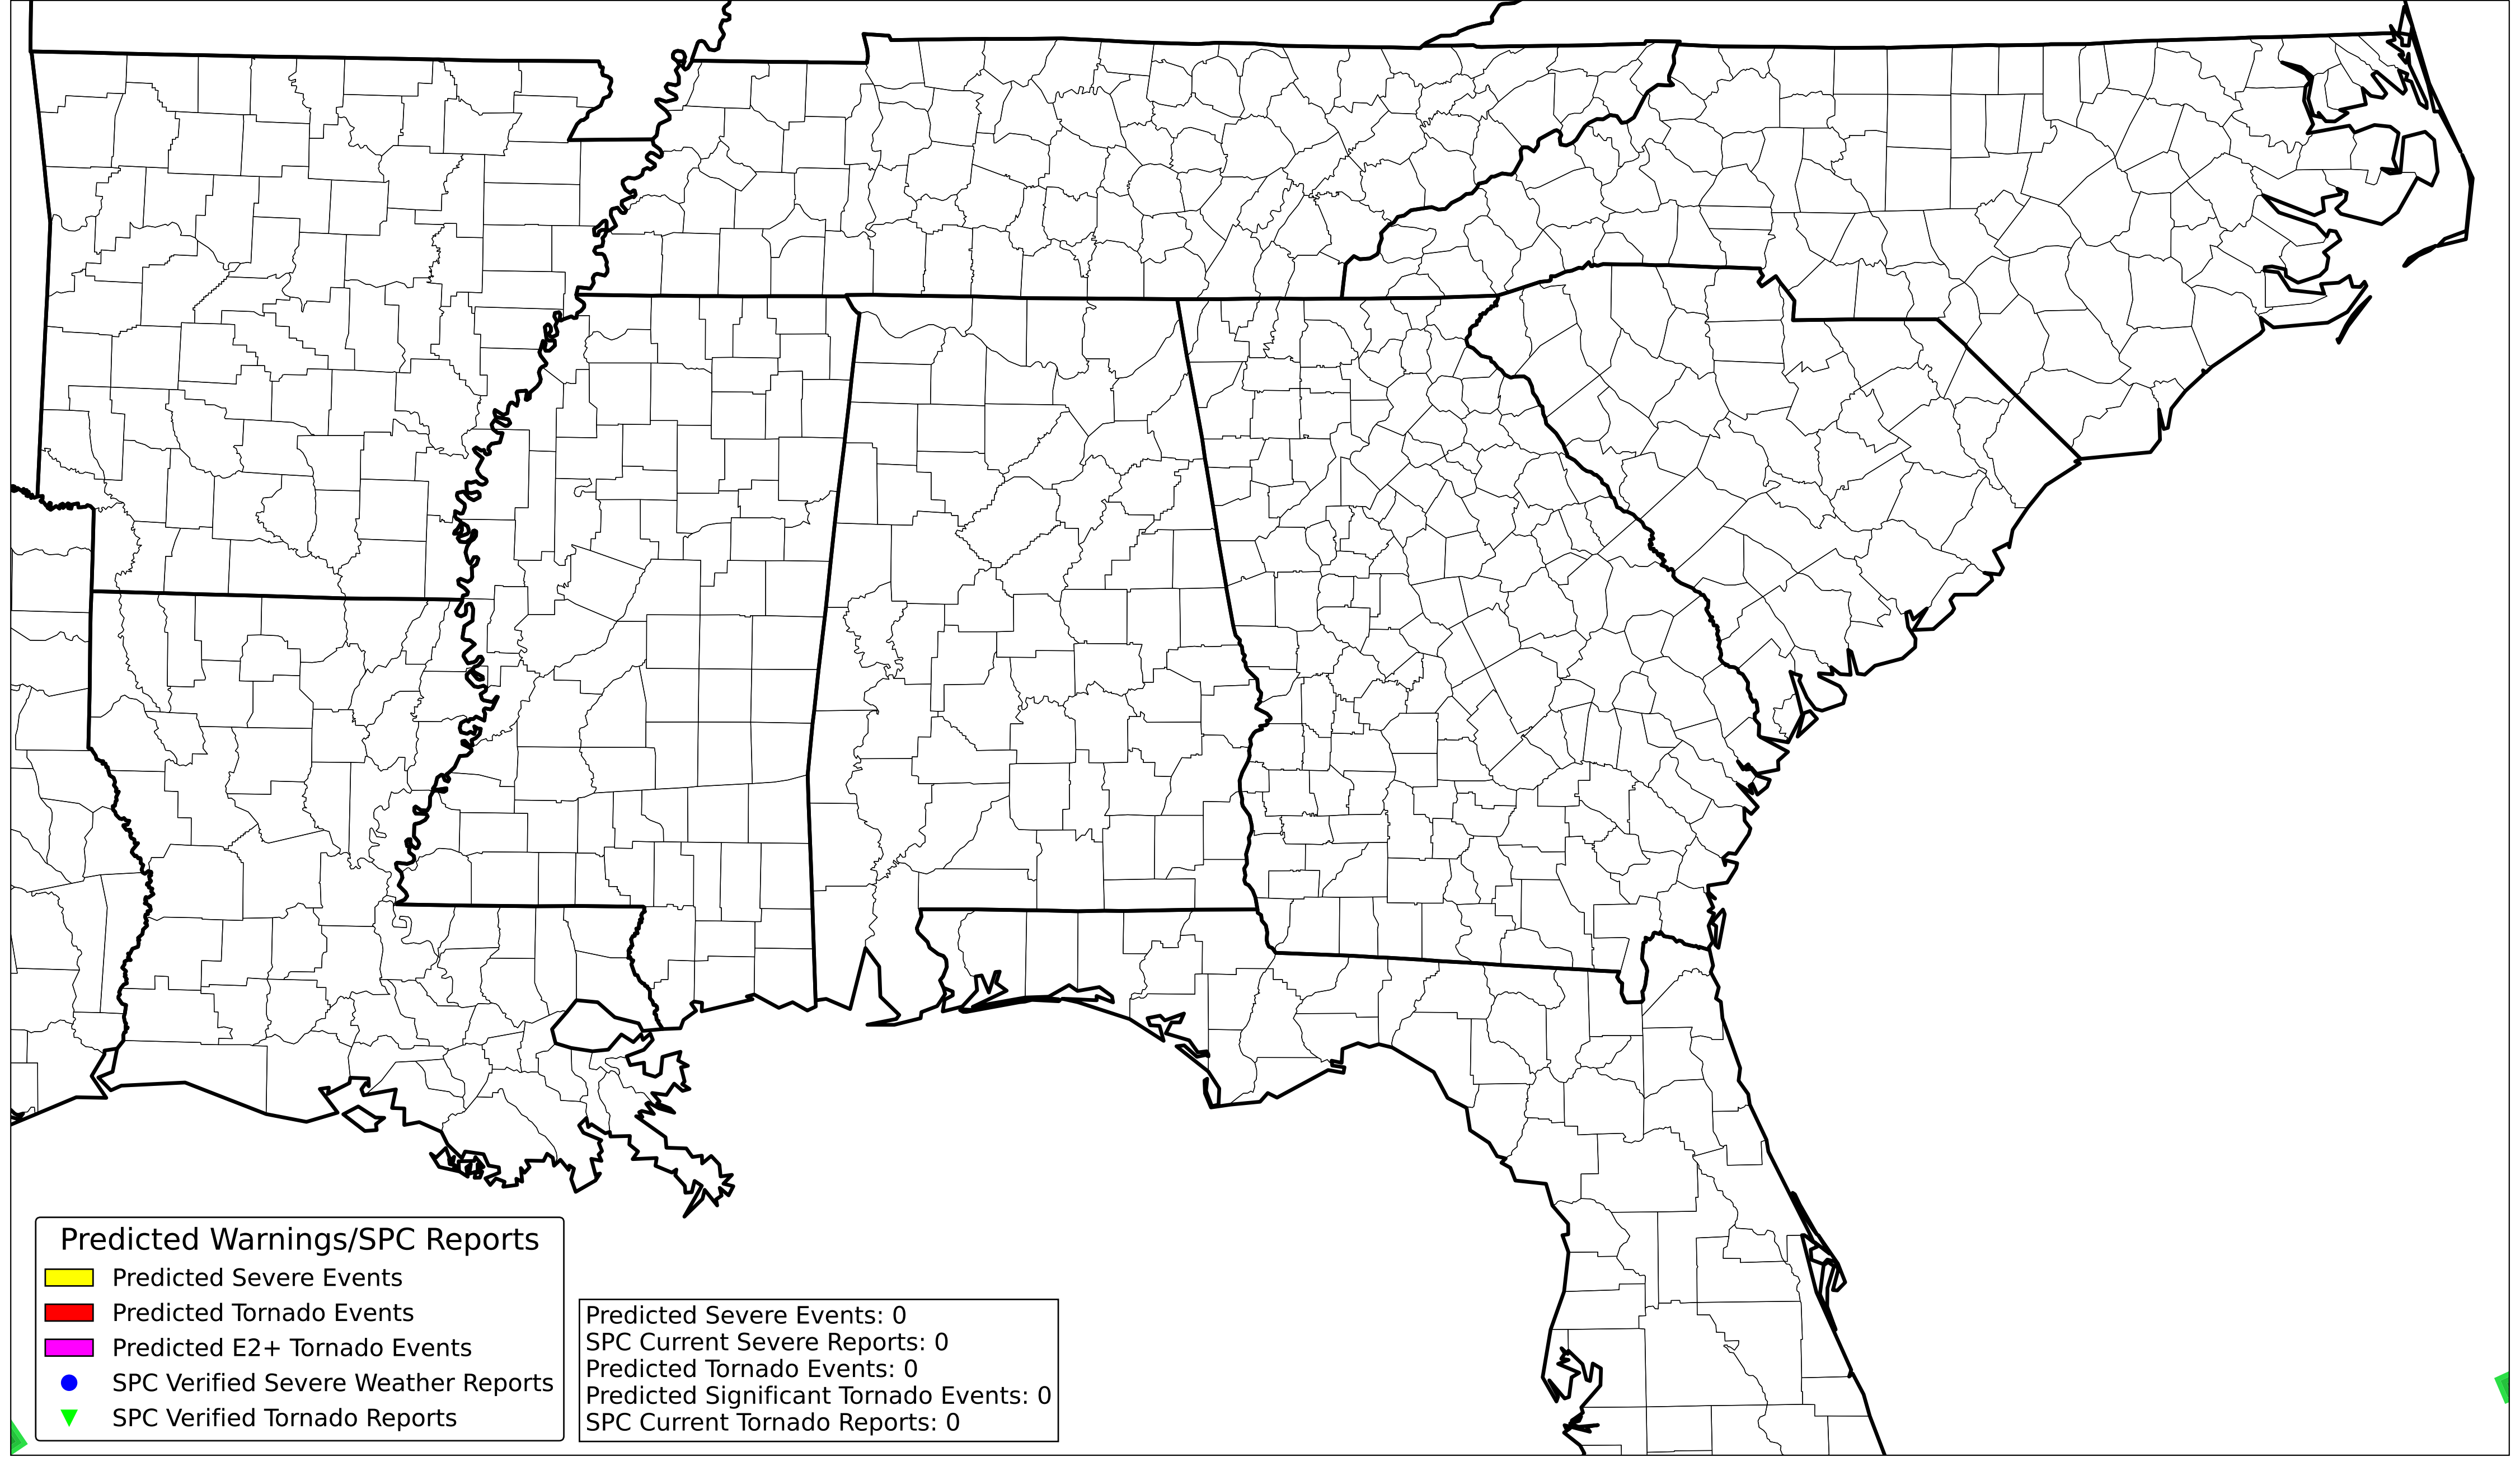 Predicted Warnings/SPC Reports
Predicted Severe Events
Predicted Tornado Events
Predicted E2+ Tornado Events
SPC Verified Severe Weather Reports
SPC Verified Tornado Reports
Predicted Severe Events: 0
SPC Current Severe Reports: 0
Predicted Tornado Events: 0
Predicted Significant Tornado Events: 0
SPC Current Tornado Reports: 0